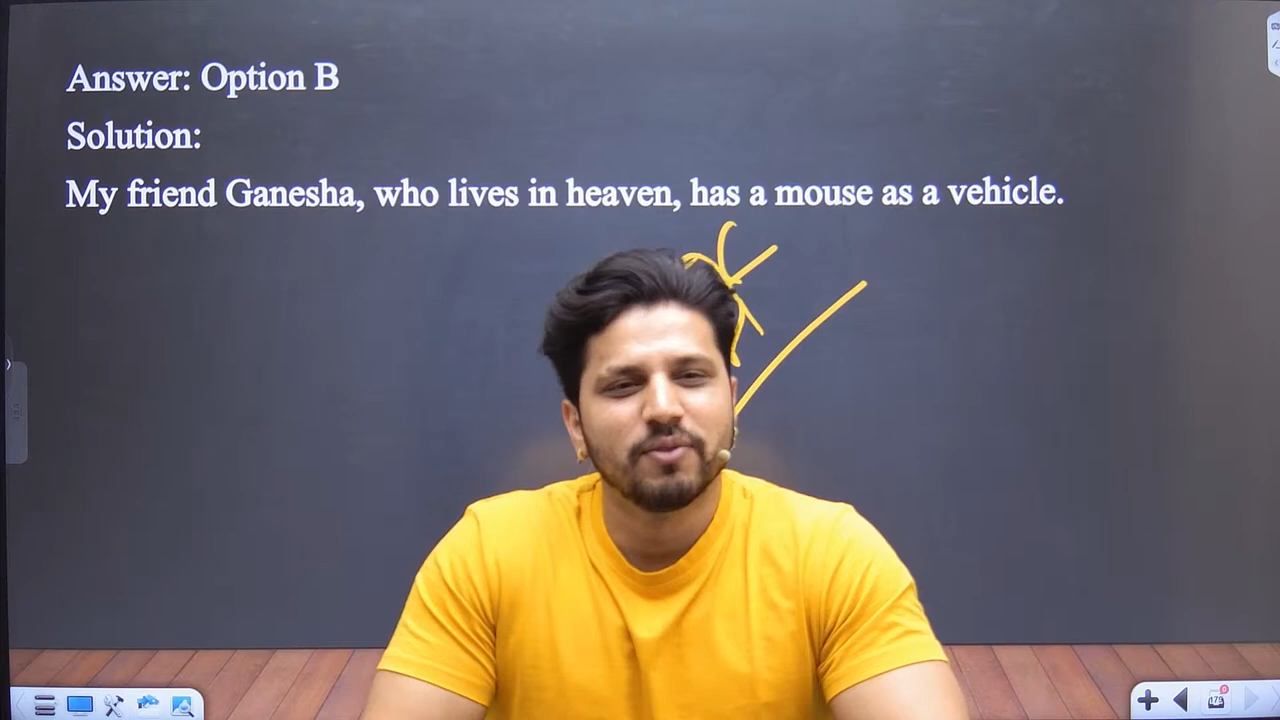 Answer: Option B
Solution:
My friend Ganesha, who lives in heaven, has a mouse as a vehicle.